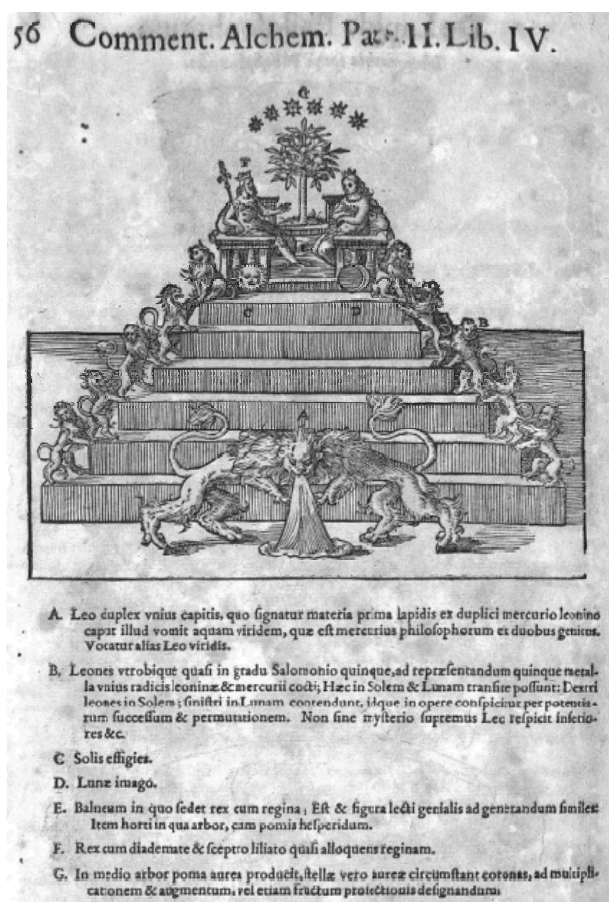 56 Comment. Alchem. Par. II. Lib. IV.
G
F
C D
B
A
A. Leo duplex vnius capitis, quo signatur materia prima lapidis ex duplici mercurio leonino
caput illud vomit aquam viridem, quæ est mercurius philosophorum ex duobus genitus.
Vocatur alias Leo viridis.
B. Leones vtrobique quasi in gradu Salomonio quinque, ad repræsentandum quinque metal-
la vnius radicis leoninæ & mercurii cocti; Hæc in Solem & Lunam transire possunt: Dextri
leones in Solem; sinistri in Lunam contendunt, idque in opere conspicitur per potentia-
rum successum & permutationem. Non sine mysterio supremus Leo respicit inferio-
res &c.
C Solis effigies.
D. Lunæ imago.
E. Balneum in quo sedet rex cum regina; Est & figura lecti genialis ad generandum similes
Item horti in qua arbor, cum pomis hesperidum.
F. Rex cum diademate & sceptro liliato quasi alloquens reginam.
G. In medio arbor poma aurea producit, stellæ vero aureæ circumstant coronas, ad multipli-
cationem & augmentum, vel etiam fructum proiectionis designandum.